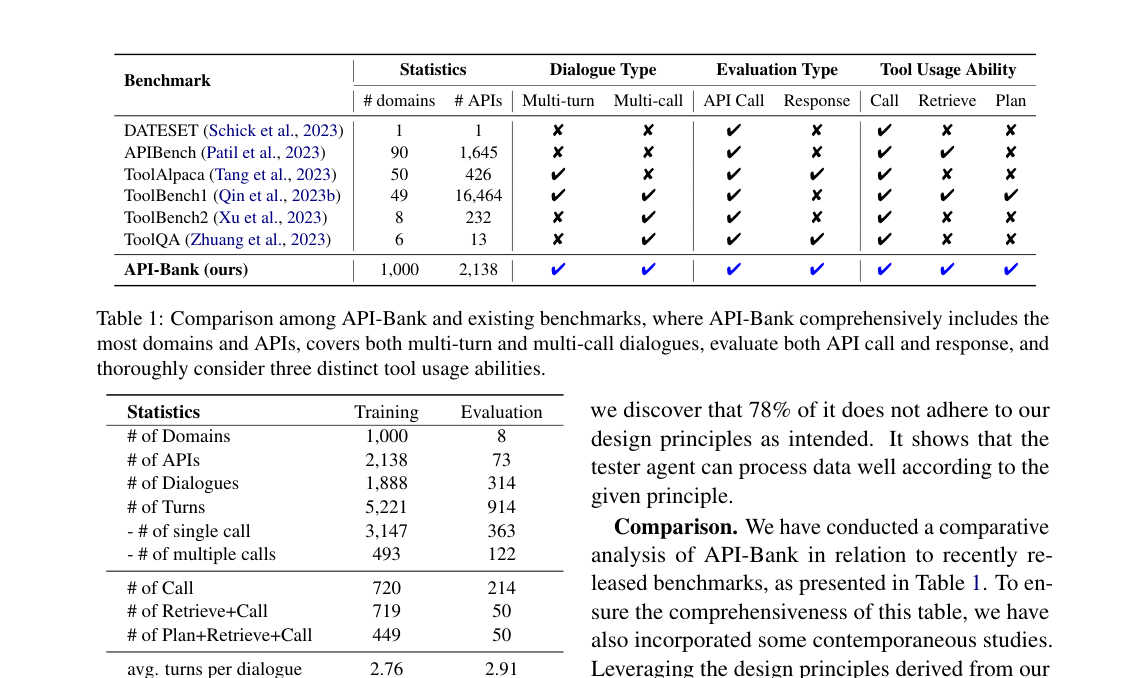 Benchmark Statistics Dialogue Type Evaluation Type Tool Usage Ability
# domains # APIs Multi-turn Multi-call API Call Response Call Retrieve Plan
DATESET (Schick et al., 2023) 1 1 ✘ ✘ ✔ ✘ ✔ ✘ ✘
APIBench (Patil et al., 2023) 90 1,645 ✘ ✘ ✔ ✘ ✔ ✔ ✘
ToolAlpaca (Tang et al., 2023) 50 426 ✔ ✘ ✔ ✔ ✔ ✘ ✘
ToolBench1 (Qin et al., 2023b) 49 16,464 ✔ ✔ ✔ ✘ ✔ ✔ ✔
ToolBench2 (Xu et al., 2023) 8 232 ✘ ✔ ✔ ✘ ✔ ✘ ✘
ToolQA (Zhuang et al., 2023) 6 13 ✘ ✔ ✔ ✔ ✔ ✘ ✘
API-Bank (ours) 1,000 2,138 ✔ ✔ ✔ ✔ ✔ ✔ ✔
Table 1: Comparison among API-Bank and existing benchmarks, where API-Bank comprehensively includes the
most domains and APIs, covers both multi-turn and multi-call dialogues, evaluate both API call and response, and
thoroughly consider three distinct tool usage abilities.
Statistics Training Evaluation
# of Domains 1,000 8
# of APIs 2,138 73
# of Dialogues 1,888 314
# of Turns 5,221 914
- # of single call 3,147 363
- # of multiple calls 493 122
# of Call 720 214
# of Retrieve+Call 719 50
# of Plan+Retrieve+Call 449 50
avg. turns per dialogue 2.76 2.91
we discover that 78% of it does not adhere to our
design principles as intended. It shows that the
tester agent can process data well according to the
given principle.
Comparison. We have conducted a comparative
analysis of API-Bank in relation to recently re-
leased benchmarks, as presented in Table 1. To en-
sure the comprehensiveness of this table, we have
also incorporated some contemporaneous studies.
Leveraging the design principles derived from our